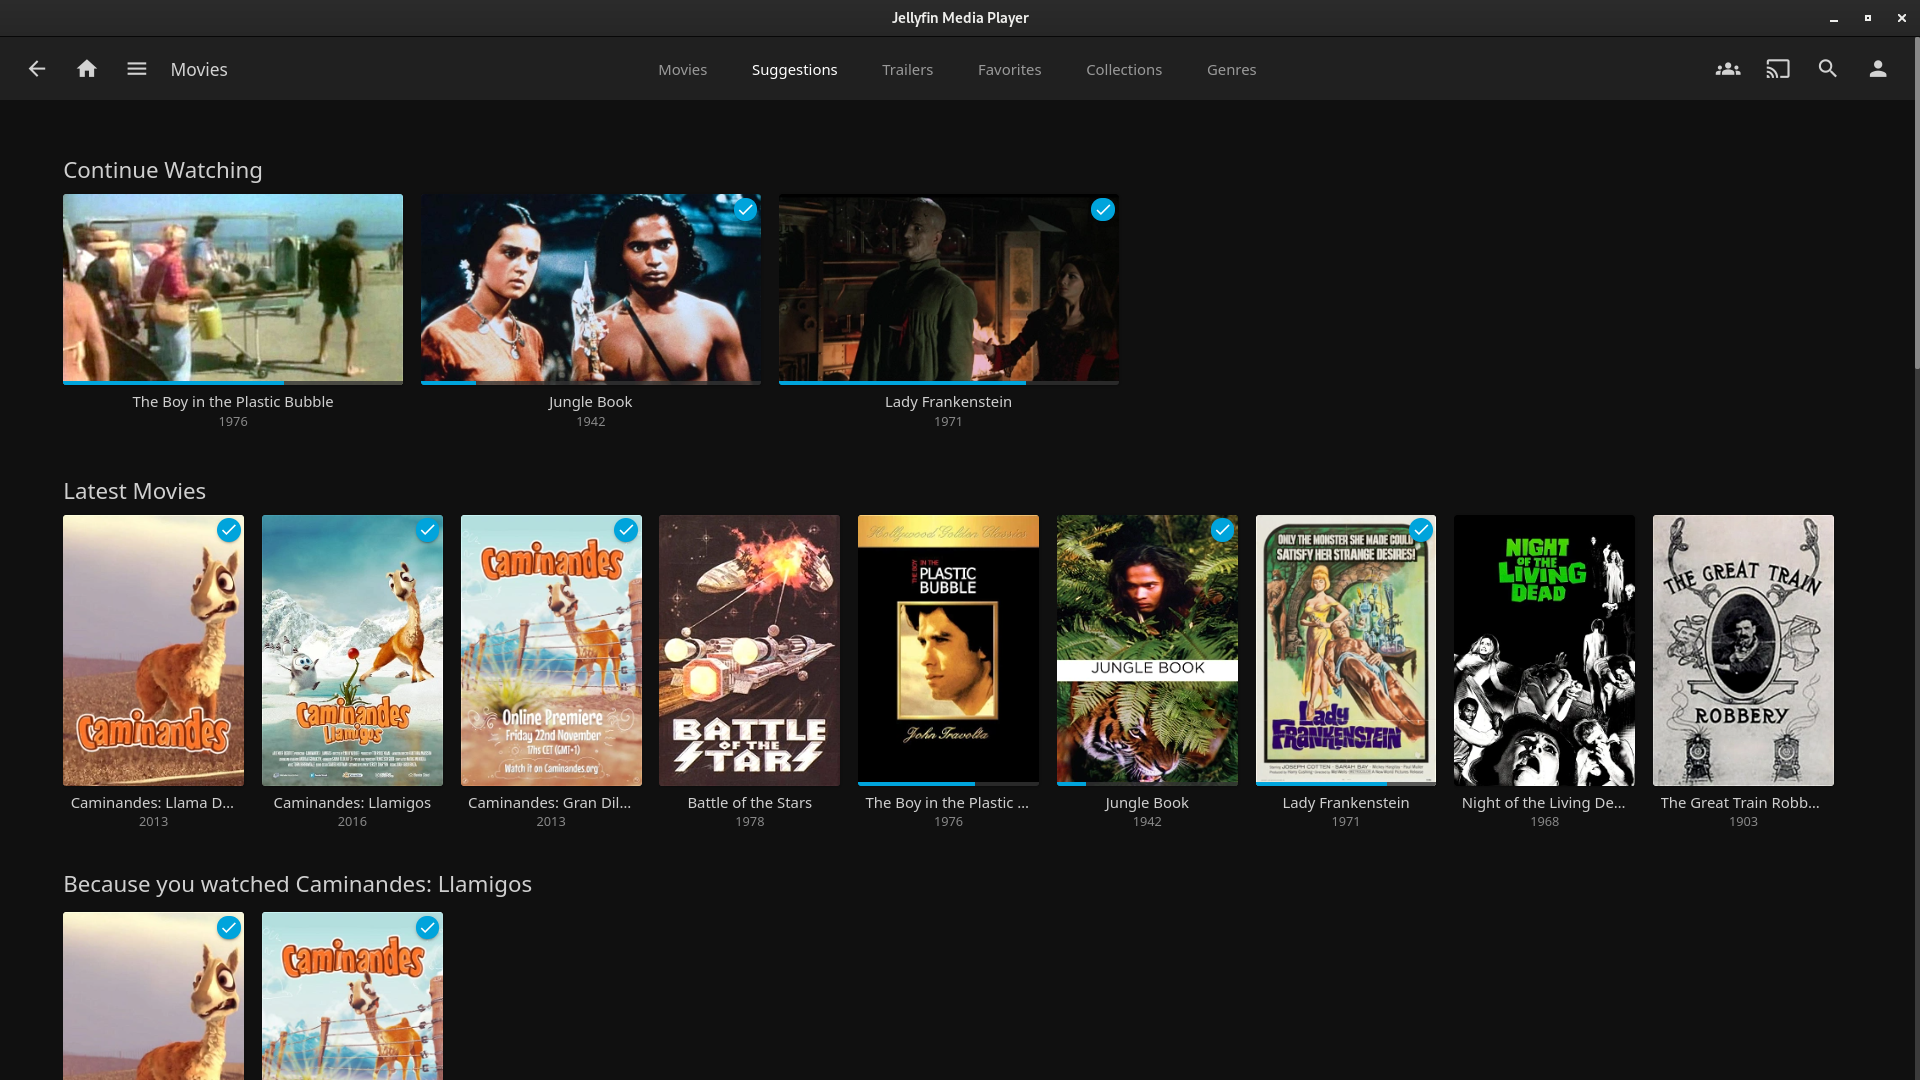 Jellyfin Media Player
Movies
Movies Suggestions Trailers Favorites Collections Genres
Continue Watching
The Boy in the Plastic Bubble
1976
Jungle Book
1942
Lady Frankenstein
1971
Latest Movies
Caminandes
Caminandes: Llama D...
2013
Caminandes
Llamigos
Caminandes: Llamigos
2016
Caminandes
Online Premiere
Friday 22nd November
17hs CET (GMT+1)
Watch it on Caminandes.org
Caminandes: Gran Dil...
2013
BATTLE
OF THE
STARS
Battle of the Stars
1978
Hollywood Golden Classics
THE BOY IN THE
PLASTIC
BUBBLE
John Travolta
The Boy in the Plastic ...
1976
JUNGLE BOOK
Jungle Book
1942
ONLY THE MONSTER SHE MADE COULD
SATISFY HER STRANGE DESIRES!
Lady
FRANKENSTEIN
JOSEPH COTTEN · SARAH BAY
Lady Frankenstein
1971
NIGHT
OF THE
LIVING
DEAD
Night of the Living De...
1968
THE GREAT TRAIN
ROBBERY
The Great Train Robb...
1903
Because you watched Caminandes: Llamigos
Caminandes